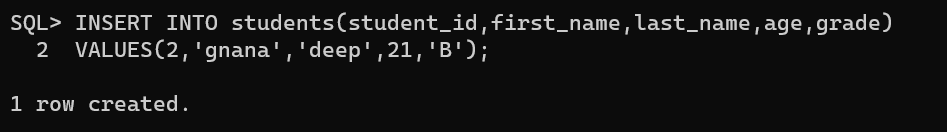 SQL> INSERT INTO students(student_id,first_name,last_name,age,grade)
2 VALUES(2,'gnana','deep',21,'B');
1 row created.